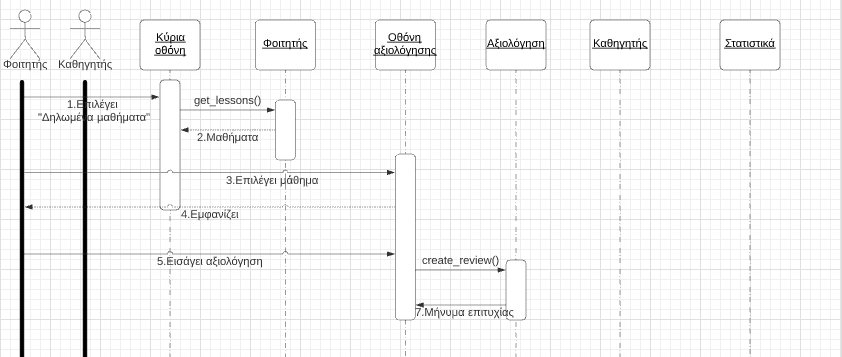 Φοιτητής
Καθηγητής
Κύρια
οθόνη
Φοιτητής
Οθόνη
αξιολόγησης
Αξιολόγηση
Καθηγητής
Στατιστικά
1.Επιλέγει
"Δηλωμένα μαθήματα"
get_lessons()
2.Μαθήματα
3.Επιλέγει μάθημα
4.Εμφανίζει
5.Εισάγει αξιολόγηση
create_review()
7.Μήνυμα επιτυχίας